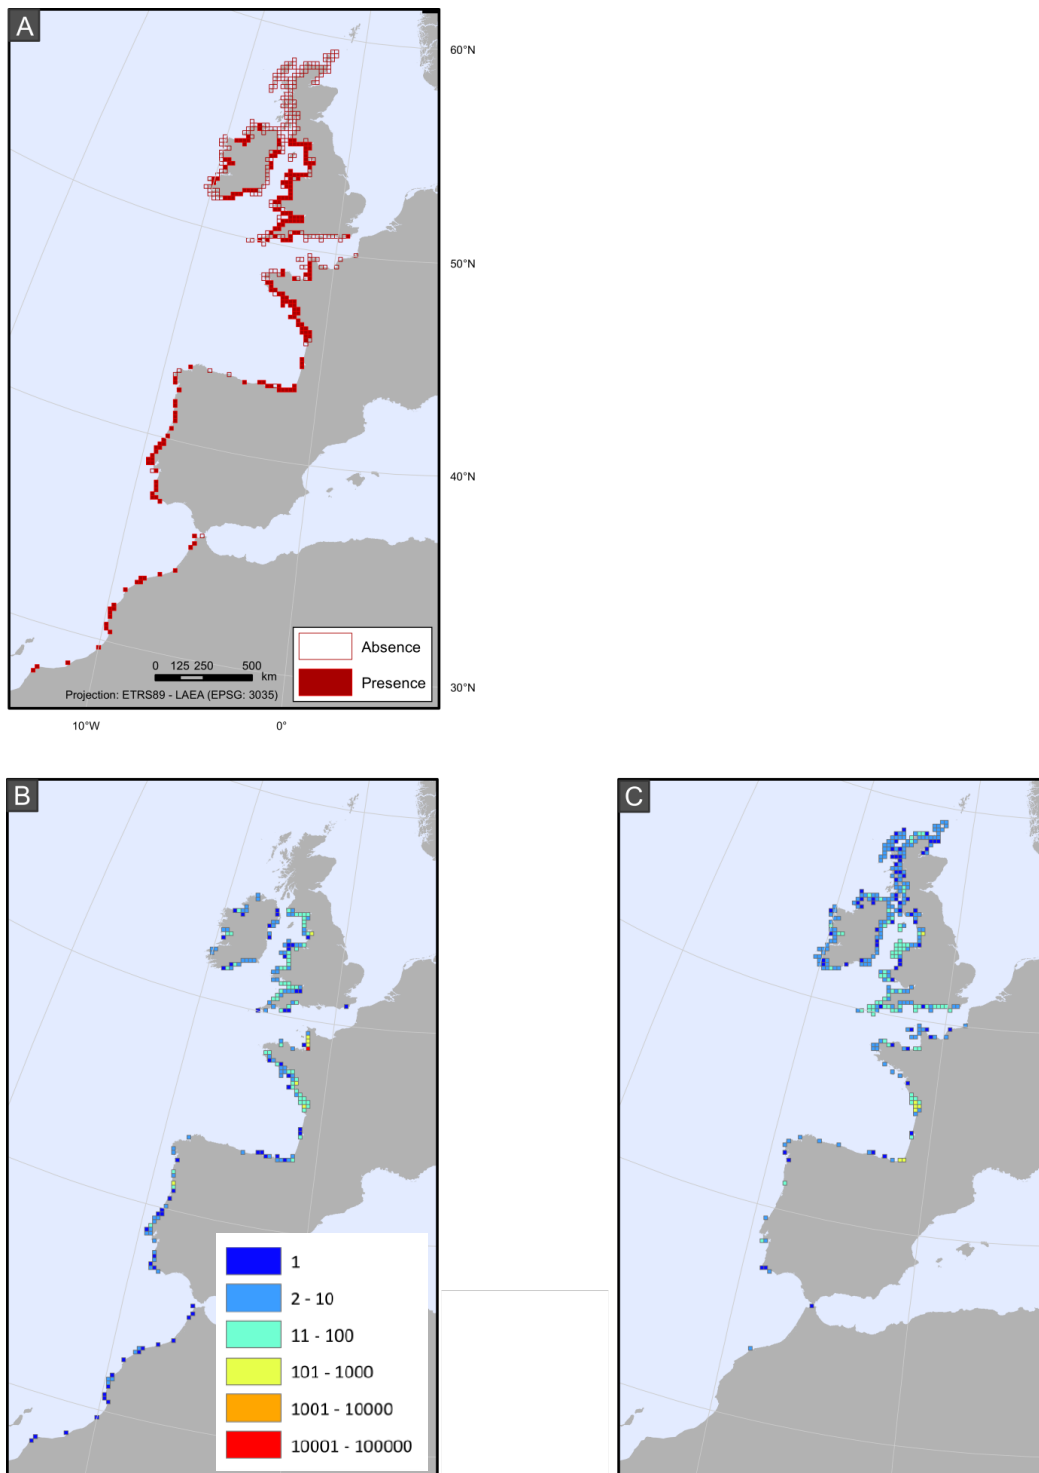 A
60°N
50°N
40°N
30°N
Absence
Presence
0 125 250 500
km
Projection: ETRS89 - LAEA (EPSG: 3035)
10°W 0°
B
C
1
2 - 10
11 - 100
101 - 1000
1001 - 10000
10001 - 100000